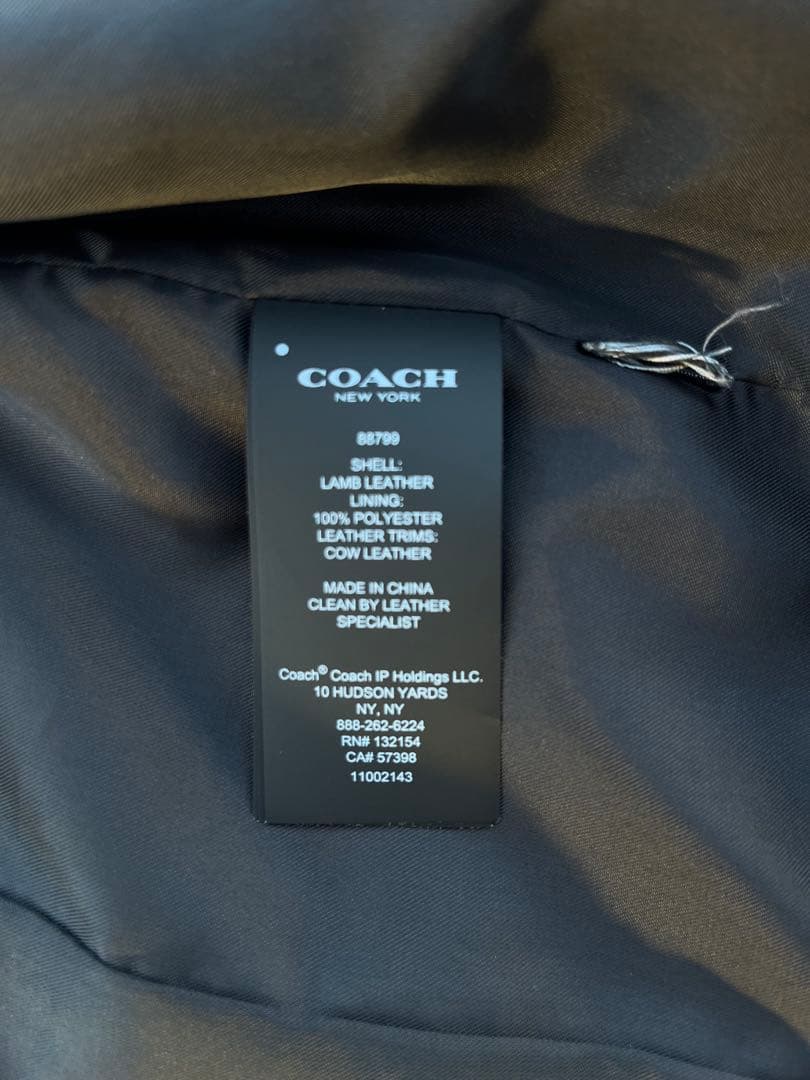 COACH
NEW YORK
88799
SHELL:
LAMB LEATHER
LINING:
100% POLYESTER
LEATHER TRIMS:
COW LEATHER
MADE IN CHINA
CLEAN BY LEATHER
SPECIALIST
Coach® Coach IP Holdings LLC.
10 HUDSON YARDS
NY, NY
888-262-6224
RN# 132154
CA# 57398
11002143